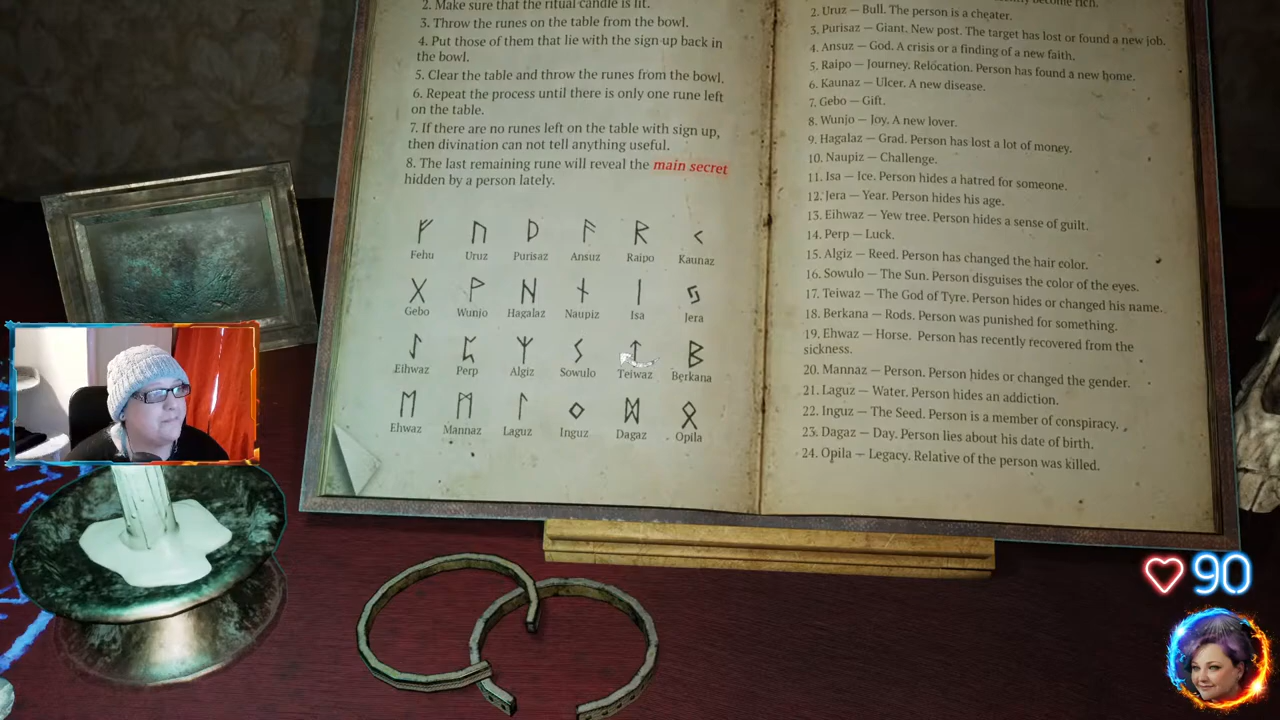 2. Make sure that the ritual candle is lit.
3. Throw the runes on the table from the bowl.
4. Put those of them that lie with the sign up back in
the bowl.
5. Clear the table and throw the runes from the bowl.
6. Repeat the process until there is only one rune left
on the table.
7. If there are no runes left on the table with sign up,
then divination can not tell anything useful.
8. The last remaining rune will reveal the main secret
hidden by a person lately.
Fehu Uruz Purisaz Ansuz Raipo Kaunaz
Gebo Wunjo Hagalaz Naupiz Isa Jera
Eihwaz Perp Algiz Sowulo Teiwaz Berkana
Ehwaz Mannaz Laguz Inguz Dagaz Opila
become rich.
2. Uruz — Bull. The person is a cheater.
3. Purisaz — Giant. New post. The target has lost or found a new job.
4. Ansuz — God. A crisis or a finding of a new faith.
5. Raipo — Journey. Relocation. Person has found a new home.
6. Kaunaz — Ulcer. A new disease.
7. Gebo — Gift.
8. Wunjo — Joy. A new lover.
9. Hagalaz — Grad. Person has lost a lot of money.
10. Naupiz — Challenge.
11. Isa — Ice. Person hides a hatred for someone.
12. Jera — Year. Person hides his age.
13. Eihwaz — Yew tree. Person hides a sense of guilt.
14. Perp — Luck.
15. Algiz — Reed. Person has changed the hair color.
16. Sowulo — The Sun. Person disguises the color of the eyes.
17. Teiwaz — The God of Tyre. Person hides or changed his name.
18. Berkana — Rods. Person was punished for something.
19. Ehwaz — Horse. Person has recently recovered from the
sickness.
20. Mannaz — Person. Person hides or changed the gender.
21. Laguz — Water. Person hides an addiction.
22. Inguz — The Seed. Person is a member of conspiracy.
23. Dagaz — Day. Person lies about his date of birth.
24. Opila — Legacy. Relative of the person was killed.
90